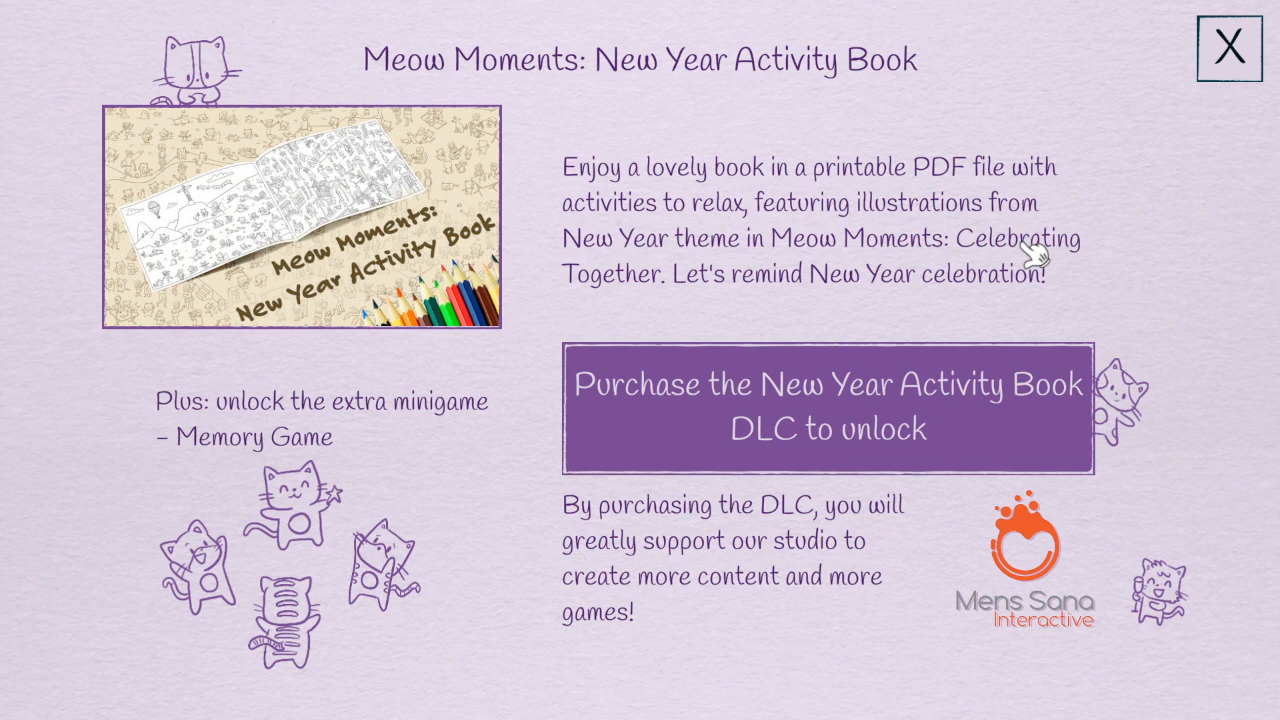 Meow Moments: New Year Activity Book
X
Meow Moments:
New Year Activity Book
Enjoy a lovely book in a printable PDF file with
activities to relax, featuring illustrations from
New Year theme in Meow Moments: Celebrating
Together. Let's remind New Year celebration!
Plus: unlock the extra minigame
- Memory Game
Purchase the New Year Activity Book
DLC to unlock
By purchasing the DLC, you will
greatly support our studio to
create more content and more
games!
Mens Sana
Interactive